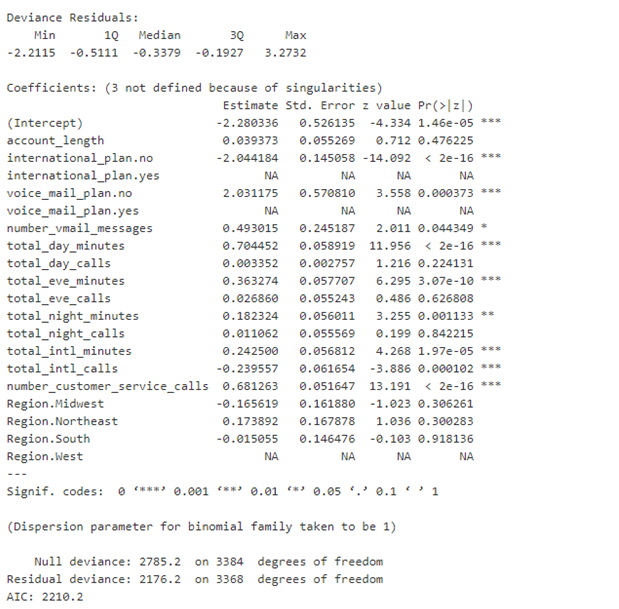 Deviance Residuals:
    Min      1Q  Median      3Q     Max
-2.2115 -0.5111 -0.3379 -0.1927  3.2732
Coefficients: (3 not defined because of singularities)
                               Estimate Std. Error z value Pr(>|z|)
(Intercept)                   -2.280336   0.526135  -4.334 1.46e-05 ***
account_length                 0.039373   0.055269   0.712 0.476225
international_plan.no         -2.044184   0.145058 -14.092  < 2e-16 ***
international_plan.yes               NA         NA      NA       NA
voice_mail_plan.no             2.031175   0.570810   3.558 0.000373 ***
voice_mail_plan.yes                  NA         NA      NA       NA
number_vmail_messages          0.493015   0.245187   2.011 0.044349 *
total_day_minutes              0.704452   0.058919  11.956  < 2e-16 ***
total_day_calls                0.003352   0.002757   1.216 0.224131
total_eve_minutes              0.363274   0.057707   6.295 3.07e-10 ***
total_eve_calls                0.026860   0.055243   0.486 0.626808
total_night_minutes            0.182324   0.056011   3.255 0.001133 **
total_night_calls              0.011062   0.055569   0.199 0.842215
total_intl_minutes             0.242500   0.056812   4.268 1.97e-05 ***
total_intl_calls              -0.239557   0.061654  -3.886 0.000102 ***
number_customer_service_calls  0.681263   0.051647  13.191  < 2e-16 ***
Region.Midwest                -0.165619   0.161880  -1.023 0.306261
Region.Northeast               0.173892   0.167878   1.036 0.300283
Region.South                  -0.015055   0.146476  -0.103 0.918136
Region.West                          NA         NA      NA       NA
---
Signif. codes:  0 ‘***’ 0.001 ‘**’ 0.01 ‘*’ 0.05 ‘.’ 0.1 ‘ ’ 1
(Dispersion parameter for binomial family taken to be 1)
    Null deviance: 2785.2  on 3384  degrees of freedom
Residual deviance: 2176.2  on 3368  degrees of freedom
AIC: 2210.2